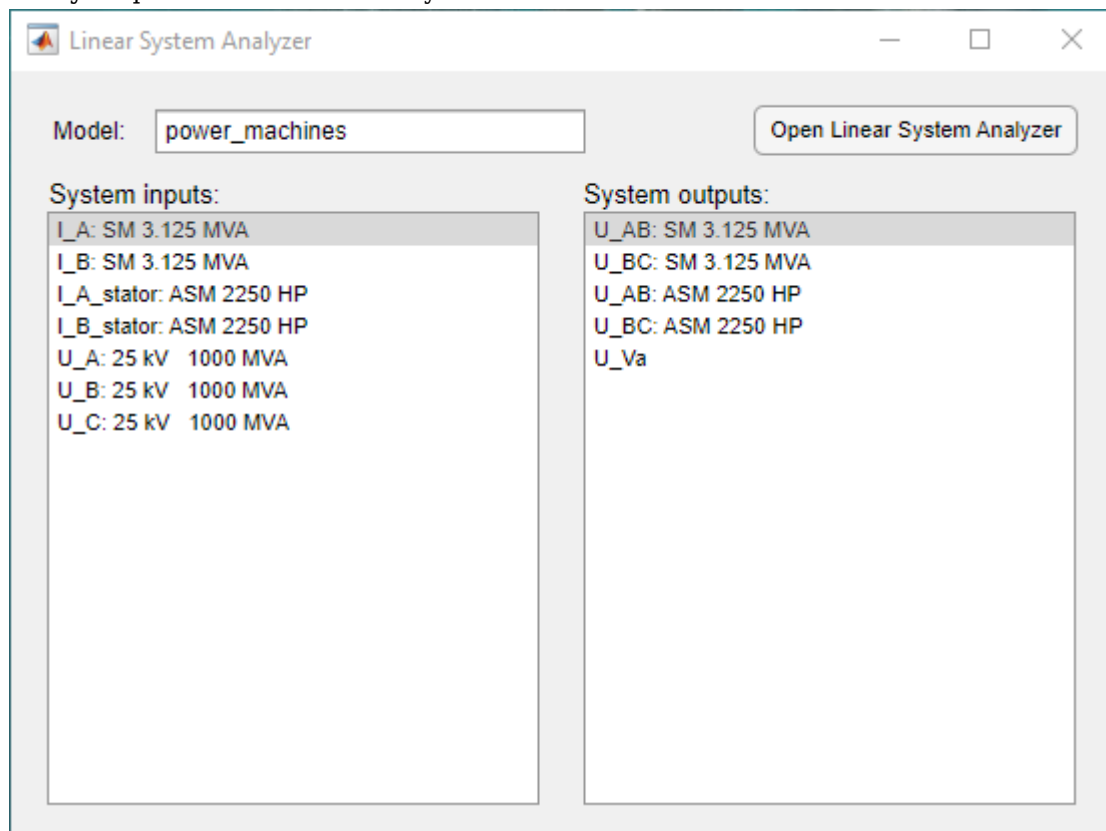 Linear System Analyzer
Model: power_machines Open Linear System Analyzer
System inputs:
I_A: SM 3.125 MVA
I_B: SM 3.125 MVA
I_A_stator: ASM 2250 HP
I_B_stator: ASM 2250 HP
U_A: 25 kV   1000 MVA
U_B: 25 kV   1000 MVA
U_C: 25 kV   1000 MVA
System outputs:
U_AB: SM 3.125 MVA
U_BC: SM 3.125 MVA
U_AB: ASM 2250 HP
U_BC: ASM 2250 HP
U_Va